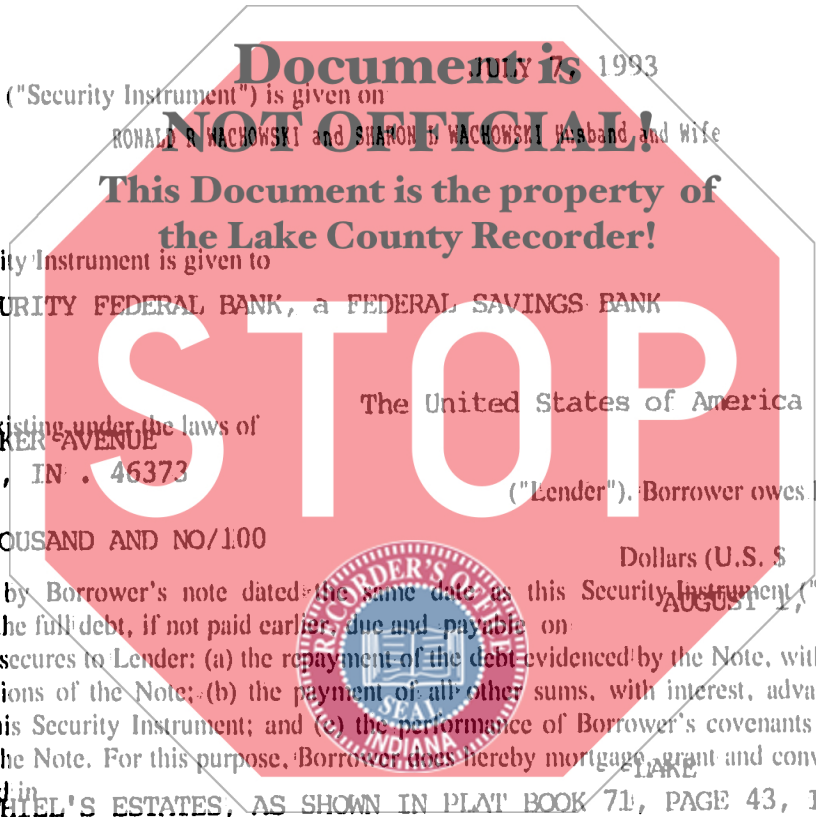 Document is
JULY 7, 1993
("Security Instrument") is given on
NOT OFFICIAL!
RONALD R WACHOWSKI and SHARON WACHOWSKI Husband and Wife
This Document is the property of
the Lake County Recorder!
ity Instrument is given to
URITY FEDERAL BANK, a FEDERAL SAVINGS BANK
STOP
The United States of America
isting under the laws of
KER AVENUE
, IN . 46373
("Lender"). Borrower owes
OUSAND AND NO/100
Dollars (U.S. $
by Borrower's note dated the same date as this Security Instrument ("
AUGUST 1,
he full debt, if not paid earlier, due and payable on
secures to Lender: (a) the repayment of the debt evidenced by the Note, wit
ions of the Note; (b) the payment of all other sums, with interest, adva
is Security Instrument; and (c) the performance of Borrower's covenants
he Note. For this purpose, Borrower does hereby mortgage, grant and conv
LAKE
d in
HIEL'S ESTATES, AS SHOWN IN PLAT BOOK 71, PAGE 43, I
RECORDER'S OFFICE
SEAL
INDIANA